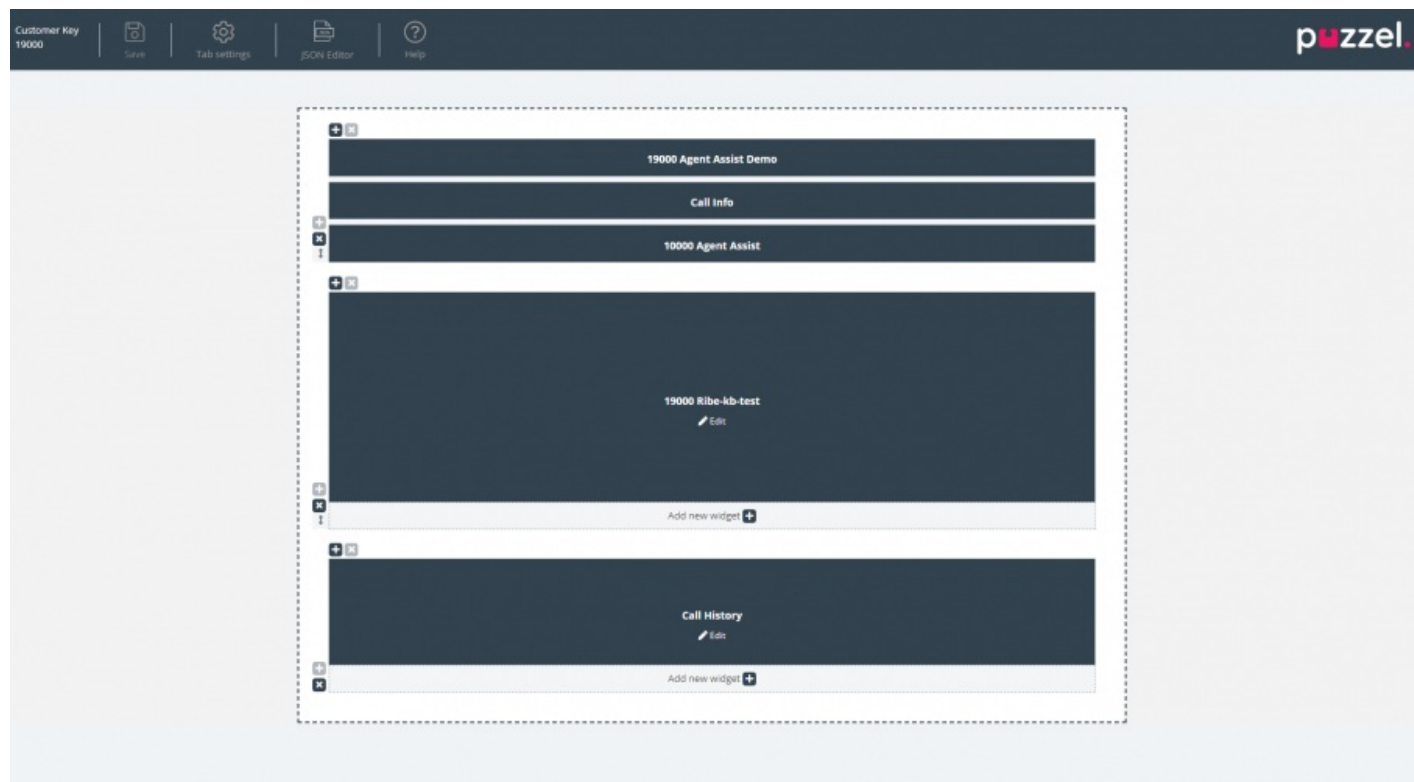 Customer Key
19000
Save
Tab settings
JSON Editor
Help
puzzel.
19000 Agent Assist Demo
Call Info
10000 Agent Assist
19000 Ribe-kb-test
Edit
Add new widget
Call History
Edit
Add new widget